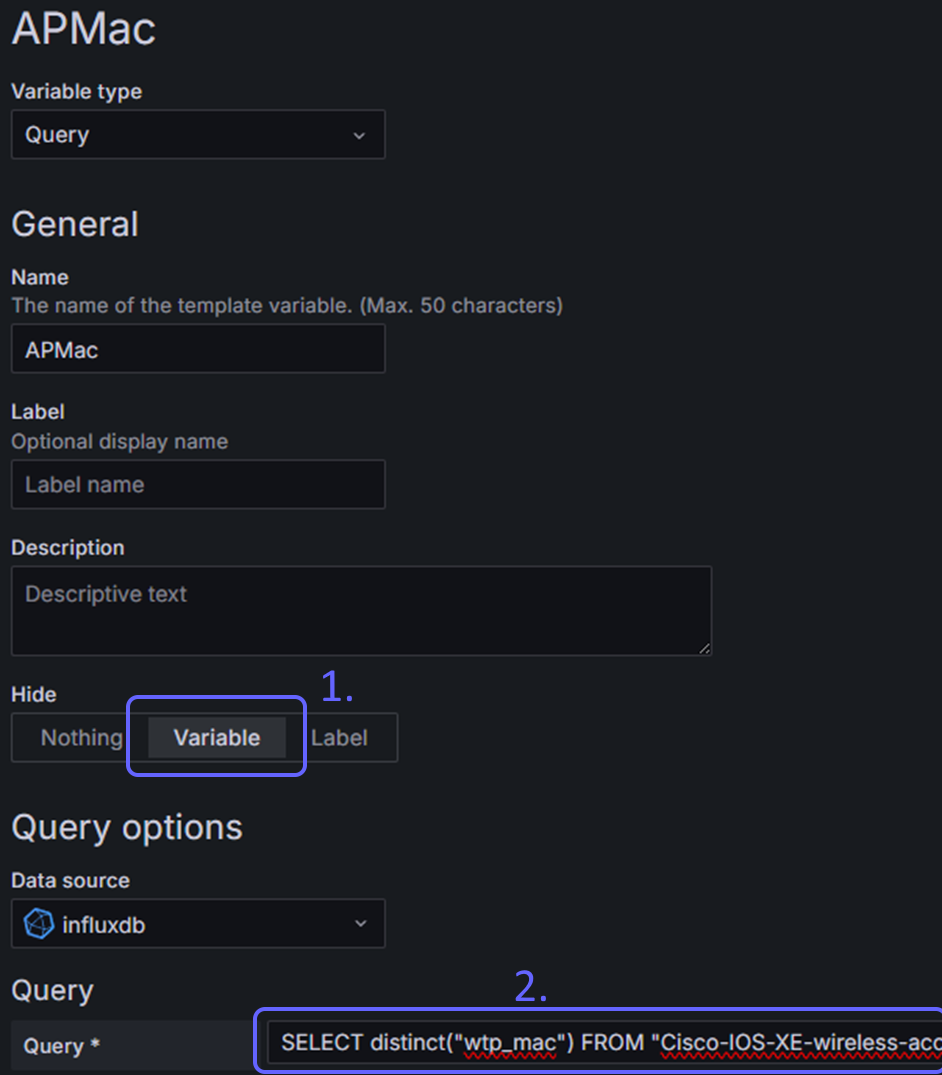 APMac
Variable type
Query
General
Name
The name of the template variable. (Max. 50 characters)
APMac
Label
Optional display name
Label name
Description
Descriptive text
Hide
1.
Nothing Variable Label
Query options
Data source
influxdb
Query
2.
Query * SELECT distinct("wtp_mac") FROM "Cisco-IOS-XE-wireless-acc